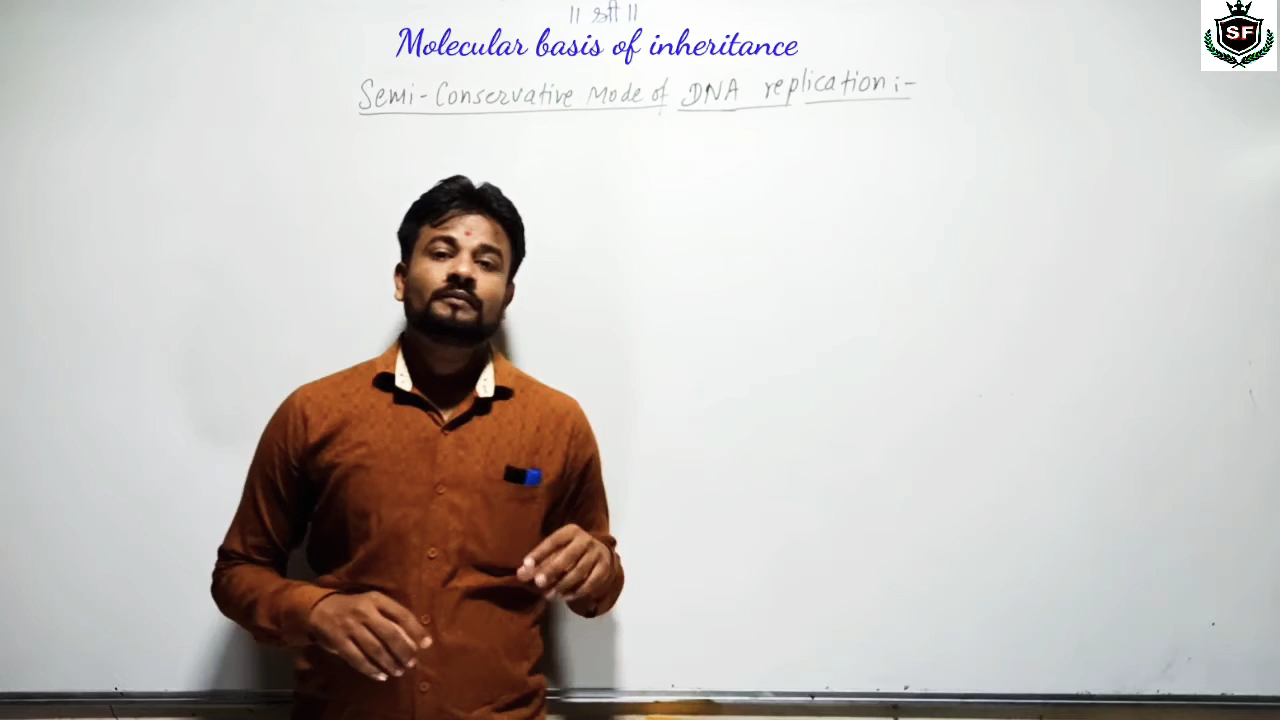 ॥ श्री ॥
SF
Molecular basis of inheritance
Semi-Conservative Mode of DNA replication :-